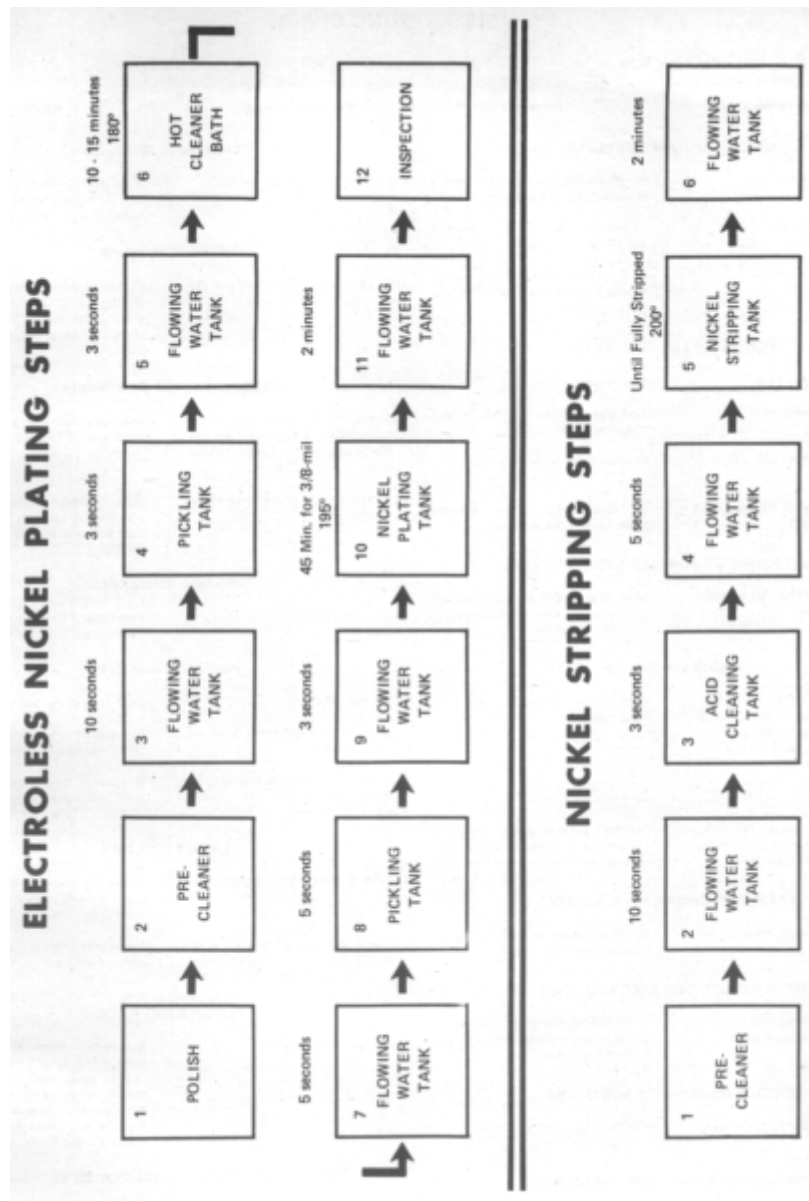 ELECTROLESS NICKEL PLATING STEPS
1
POLISH
2
PRE-
CLEANER
10 seconds
3
FLOWING
WATER
TANK
3 seconds
4
PICKLING
TANK
3 seconds
5
FLOWING
WATER
TANK
10 - 15 minutes
180°
6
HOT
CLEANER
BATH
5 seconds
7
FLOWING
WATER
TANK
5 seconds
8
PICKLING
TANK
3 seconds
9
FLOWING
WATER
TANK
45 Min. for 3/8-mil
195°
10
NICKEL
PLATING
TANK
2 minutes
11
FLOWING
WATER
TANK
12
INSPECTION
NICKEL STRIPPING STEPS
1
PRE-
CLEANER
10 seconds
2
FLOWING
WATER
TANK
3 seconds
3
ACID
CLEANING
TANK
5 seconds
4
FLOWING
WATER
TANK
Until Fully Stripped
200°
5
NICKEL
STRIPPING
TANK
2 minutes
6
FLOWING
WATER
TANK